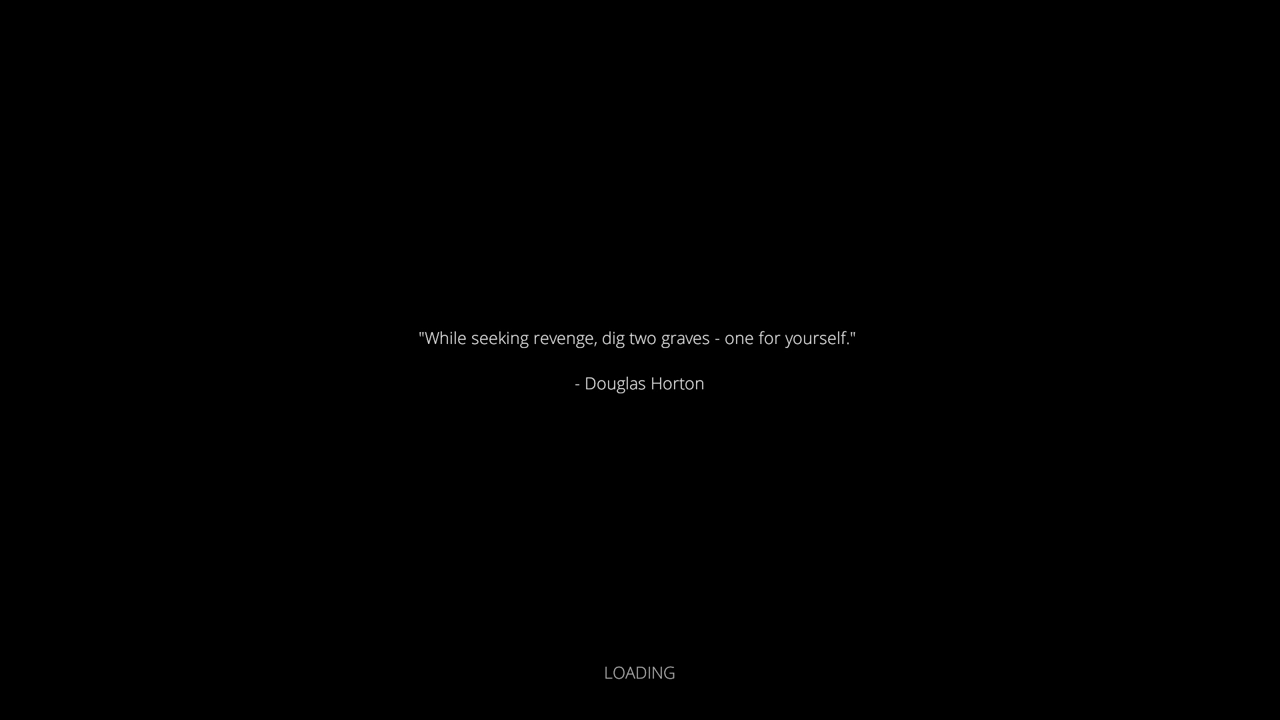 "While seeking revenge, dig two graves - one for yourself."
- Douglas Horton
LOADING